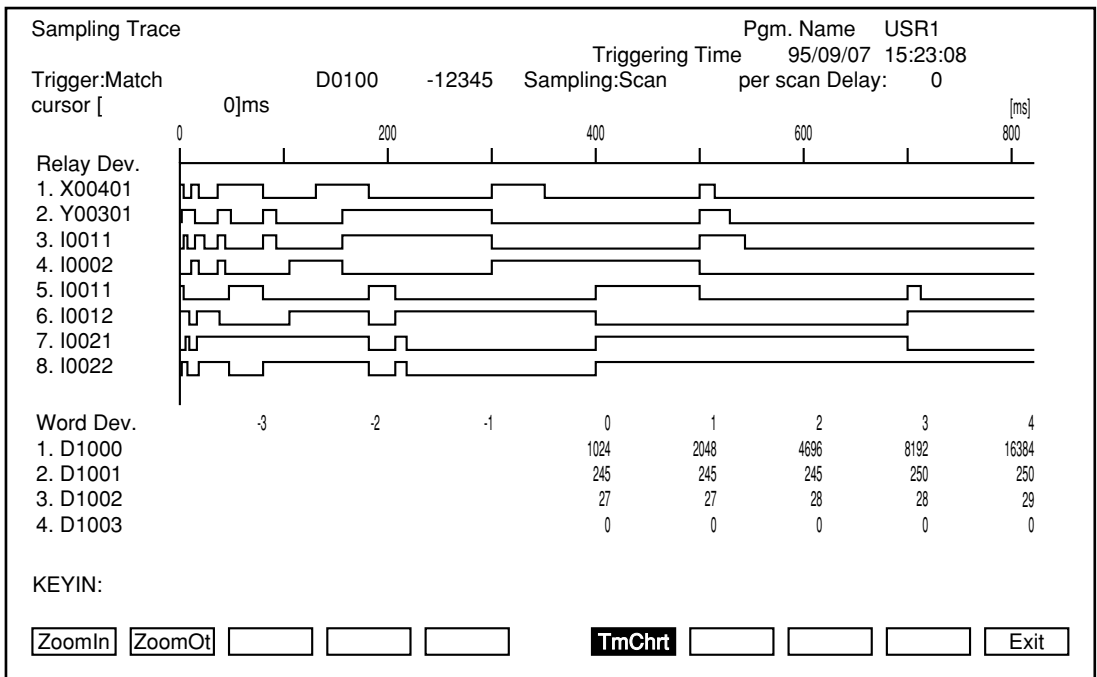 Sampling Trace Pgm. Name USR1
Triggering Time 95/09/07 15:23:08
Trigger:Match D0100 -12345 Sampling:Scan per scan Delay: 0
cursor [ 0]ms [ms]
0 200 400 600 800
Relay Dev.
1. X00401
2. Y00301
3. I0011
4. I0002
5. I0011
6. I0012
7. I0021
8. I0022
Word Dev. -3 -2 -1 0 1 2 3 4
1. D1000 1024 2048 4696 8192 16384
2. D1001 245 245 245 250 250
3. D1002 27 27 28 28 29
4. D1003 0 0 0 0 0
KEYIN:
ZoomIn ZoomOt TmChrt Exit